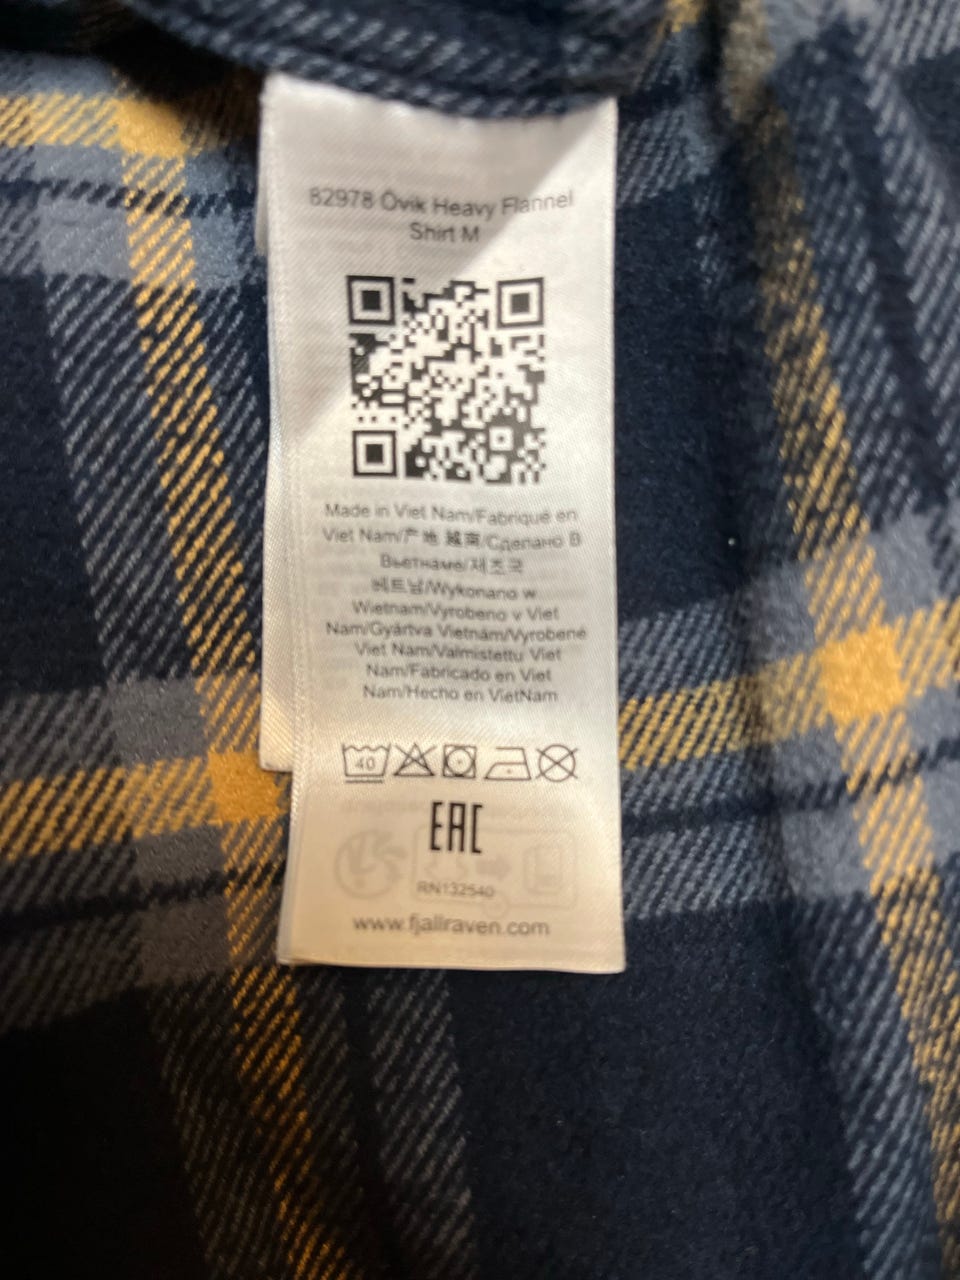 82978 Övik Heavy Flannel
Shirt M
Made in Viet Nam/Fabriqué en
Viet Nam/产地 越南/Сделано В
Вьетнаме/제조국
베트남/Wykonano w
Wietnam/Vyrobeno v Viet
Nam/Gyártva Vietnám/Vyrobené
Viet Nam/Valmistettu Viet
Nam/Fabricado en Viet
Nam/Hecho en VietNam
40
EAC
RN132540
www.fjallraven.com